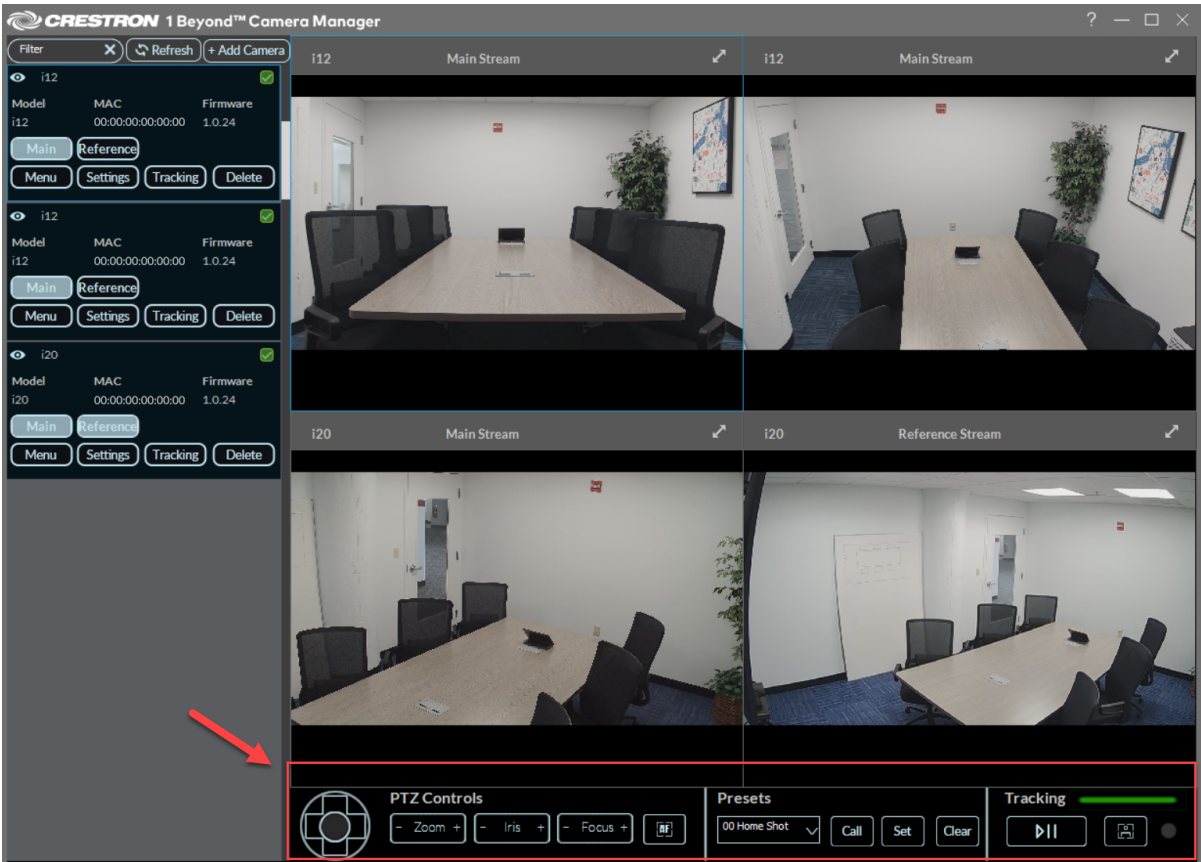 CRESTRON 1 Beyond™ Camera Manager ?
Filter Refresh + Add Camera
i12
Model MAC Firmware
i12 00:00:00:00:00:00 1.0.24
Main Reference
Menu Settings Tracking Delete
i12
Model MAC Firmware
i12 00:00:00:00:00:00 1.0.24
Main Reference
Menu Settings Tracking Delete
i20
Model MAC Firmware
i20 00:00:00:00:00:00 1.0.24
Main Reference
Menu Settings Tracking Delete
i12 Main Stream
i12 Main Stream
i20 Main Stream
i20 Reference Stream
PTZ Controls
- Zoom + - Iris + - Focus + AF
Presets
00 Home Shot Call Set Clear
Tracking